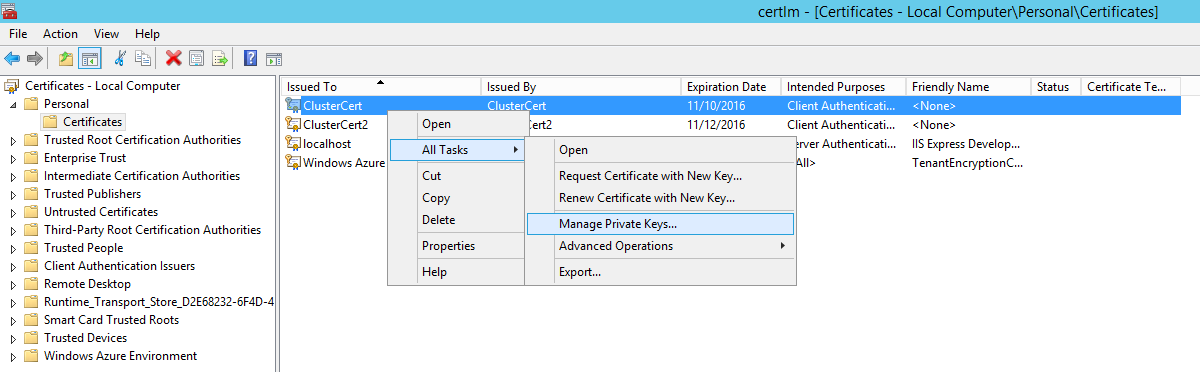 certlm - [Certificates - Local Computer\Personal\Certificates]
File Action View Help
Certificates - Local Computer
Personal
Certificates
Trusted Root Certification Authorities
Enterprise Trust
Intermediate Certification Authorities
Trusted Publishers
Untrusted Certificates
Third-Party Root Certification Authorities
Trusted People
Client Authentication Issuers
Remote Desktop
Runtime_Transport_Store_D2E68232-6F4D-4
Smart Card Trusted Roots
Trusted Devices
Windows Azure Environment
Issued To Issued By Expiration Date Intended Purposes Friendly Name Status Certificate Te...
ClusterCert ClusterCert 11/10/2016 Client Authenticati... <None>
ClusterCert2 Cert2 11/12/2016 Client Authenticati... <None>
localhost erver Authenticati... IIS Express Develop...
Windows Azure All> TenantEncryptionC...
Open
All Tasks
Cut
Copy
Delete
Properties
Help
Open
Request Certificate with New Key...
Renew Certificate with New Key...
Manage Private Keys...
Advanced Operations
Export...